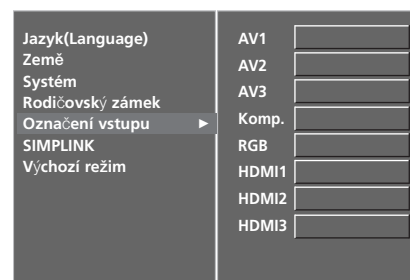 Jazyk(Language)
Země
Systém
Rodičovský zámek
Označení vstupu ►
SIMPLINK
Výchozí režim
AV1
AV2
AV3
Komp.
RGB
HDMI1
HDMI2
HDMI3